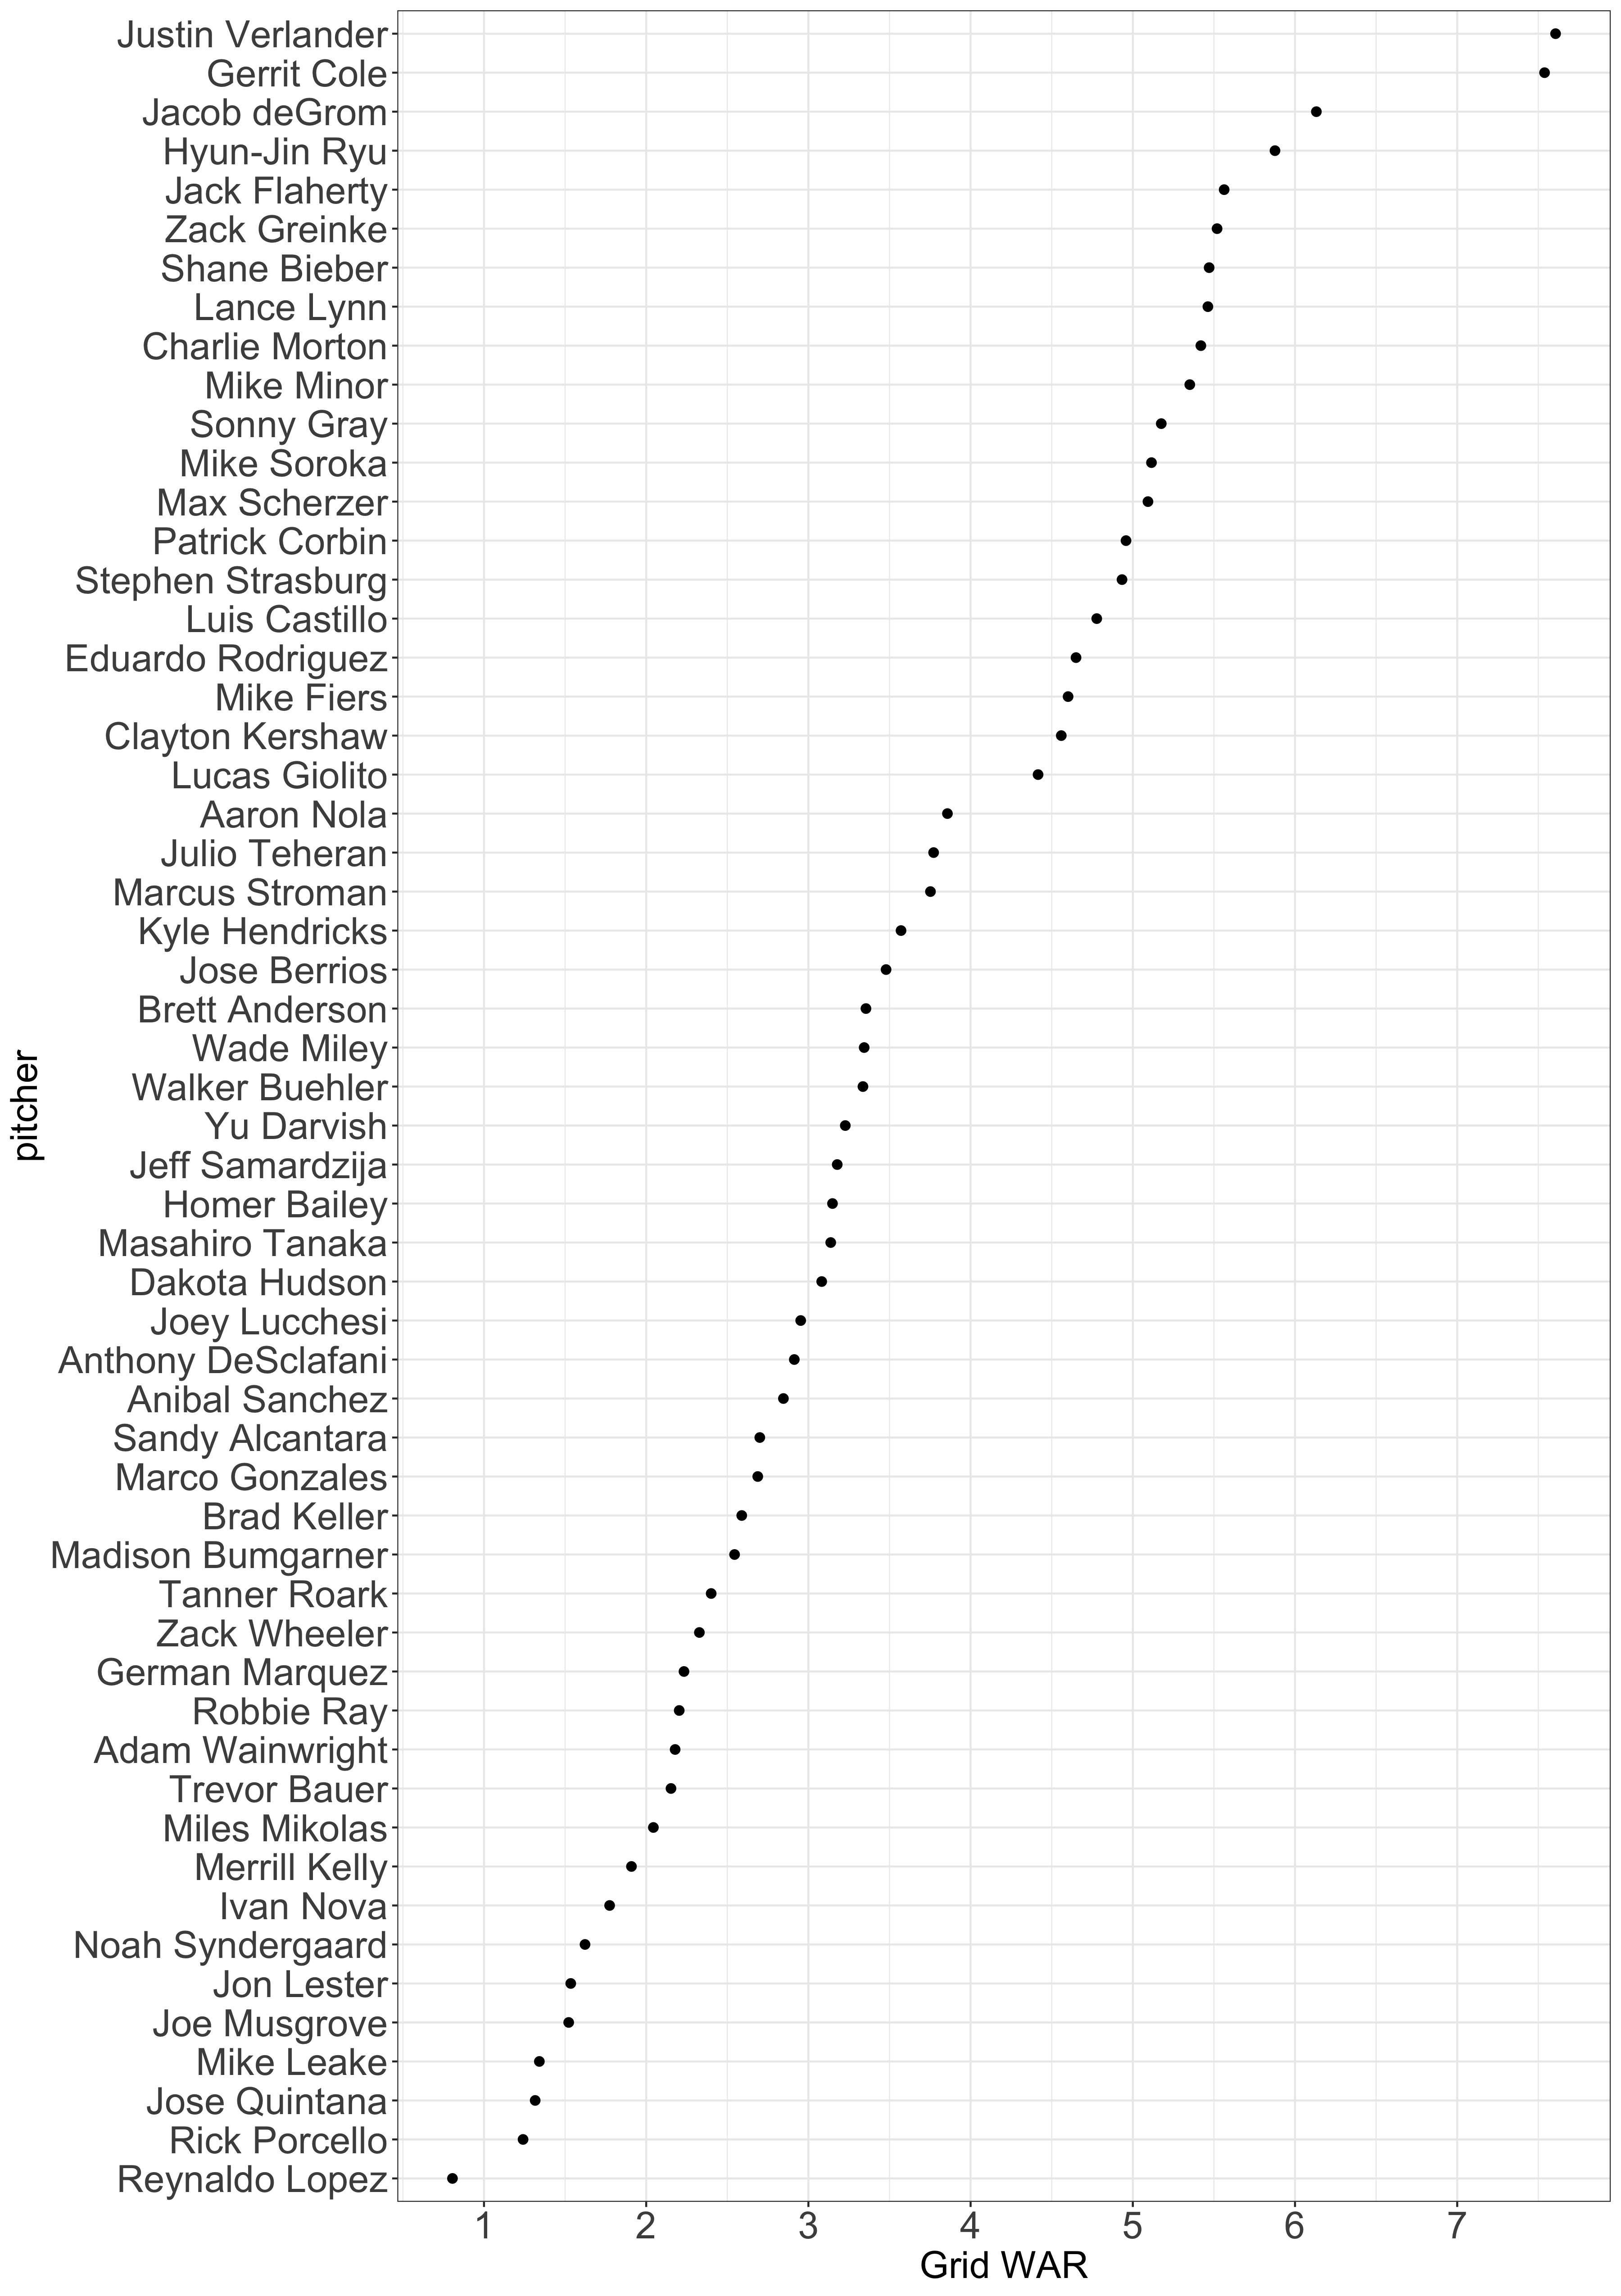 Justin Verlander
Gerrit Cole
Jacob deGrom
Hyun-Jin Ryu
Jack Flaherty
Zack Greinke
Shane Bieber
Lance Lynn
Charlie Morton
Mike Minor
Sonny Gray
Mike Soroka
Max Scherzer
Patrick Corbin
Stephen Strasburg
Luis Castillo
Eduardo Rodriguez
Mike Fiers
Clayton Kershaw
Lucas Giolito
Aaron Nola
Julio Teheran
Marcus Stroman
Kyle Hendricks
Jose Berrios
Brett Anderson
Wade Miley
Walker Buehler
Yu Darvish
Jeff Samardzija
Homer Bailey
Masahiro Tanaka
Dakota Hudson
Joey Lucchesi
Anthony DeSclafani
Anibal Sanchez
Sandy Alcantara
Marco Gonzales
Brad Keller
Madison Bumgarner
Tanner Roark
Zack Wheeler
German Marquez
Robbie Ray
Adam Wainwright
Trevor Bauer
Miles Mikolas
Merrill Kelly
Ivan Nova
Noah Syndergaard
Jon Lester
Joe Musgrove
Mike Leake
Jose Quintana
Rick Porcello
Reynaldo Lopez
pitcher
1 2 3 4 5 6 7
Grid WAR